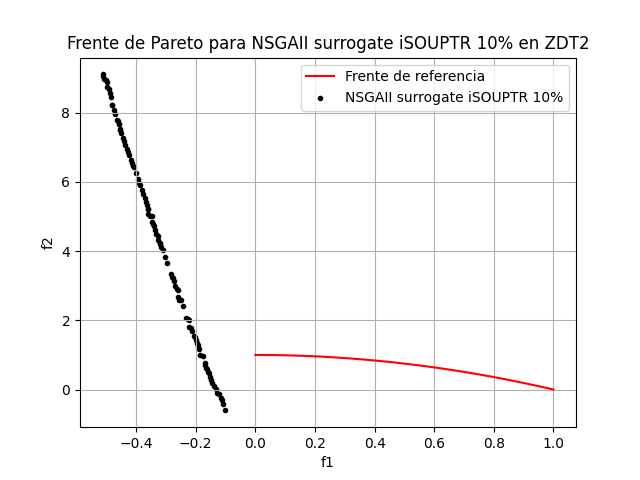 Frente de Pareto para NSGAII surrogate iSOUPTR 10% en ZDT2
Frente de referencia
NSGAII surrogate iSOUPTR 10%
f2
8
6
4
2
0
−0.4
−0.2
0.0
0.2
0.4
0.6
0.8
1.0
f1